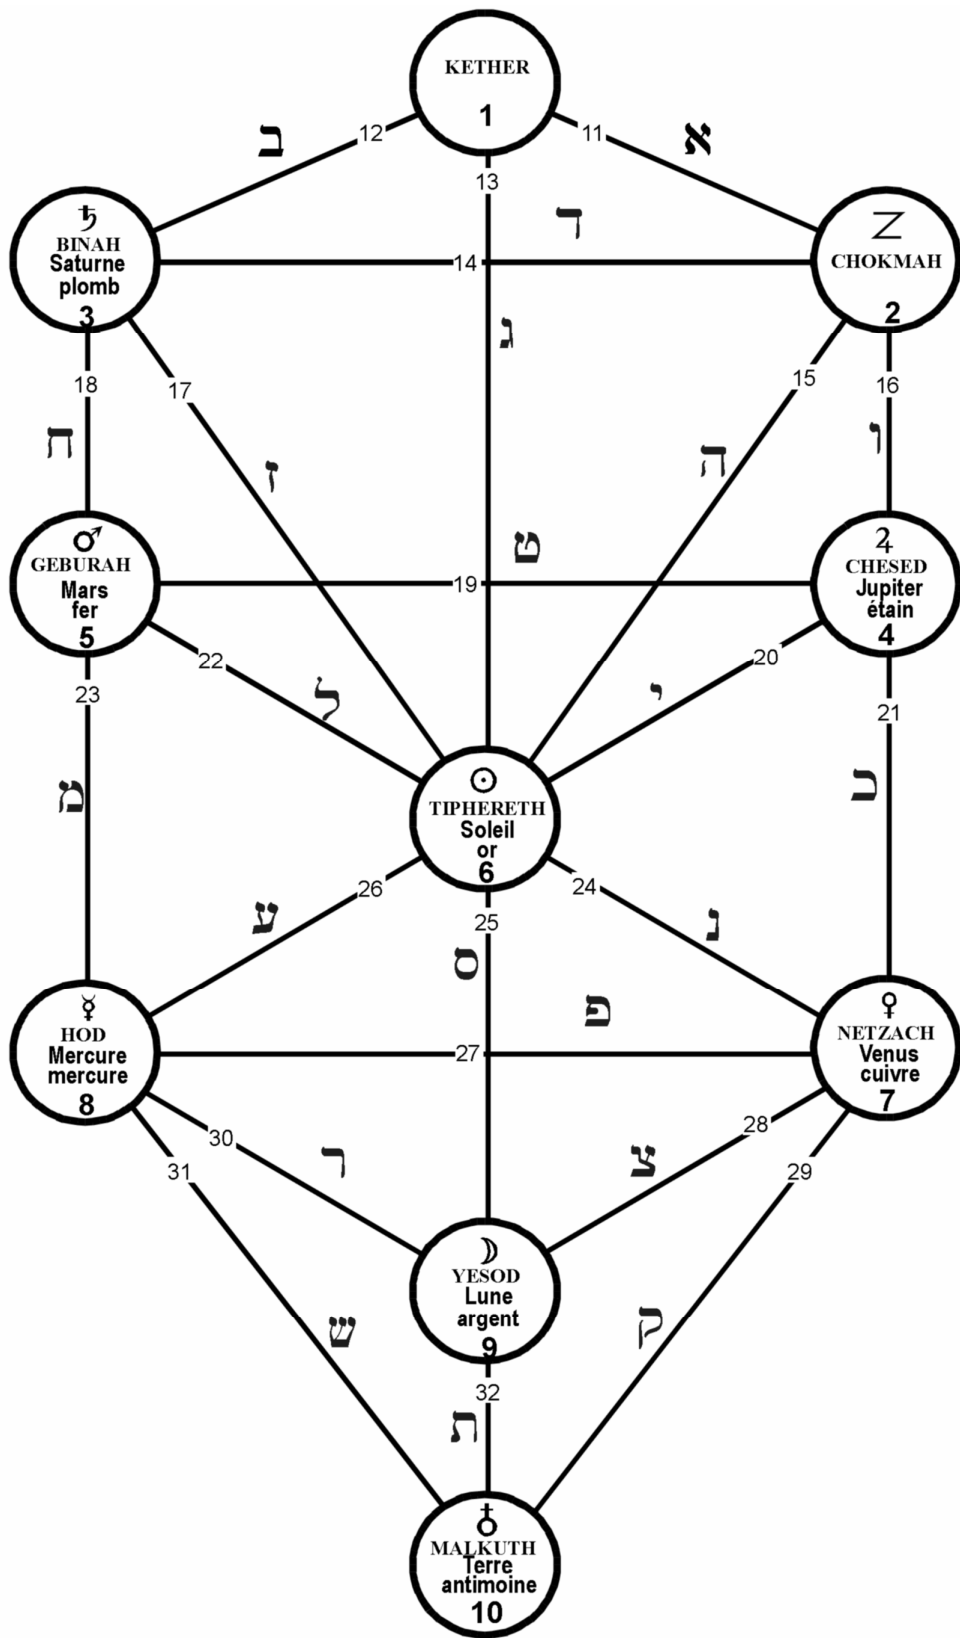 KETHER
1
ב
12
11
א
13
♄
BINAH
Saturne
plomb
3
CHOKMAH
2
ד
14
ג
18
17
15
16
ח
ז
ה
ו
♂
GEBURAH
Mars
fer
5
ט
19
♃
CHESED
Jupiter
étain
4
23
22
20
21
ל
י
מ
כ
☉
TIPHERETH
Soleil
or
6
26
24
25
ע
ס
נ
☿
HOD
Mercure
mercure
8
פ
27
♀
NETZACH
Venus
cuivre
7
30
28
31
29
ר
צ
☽
YESOD
Lune
argent
9
ש
ק
32
ת
♁
MALKUTH
Terre
antimoine
10